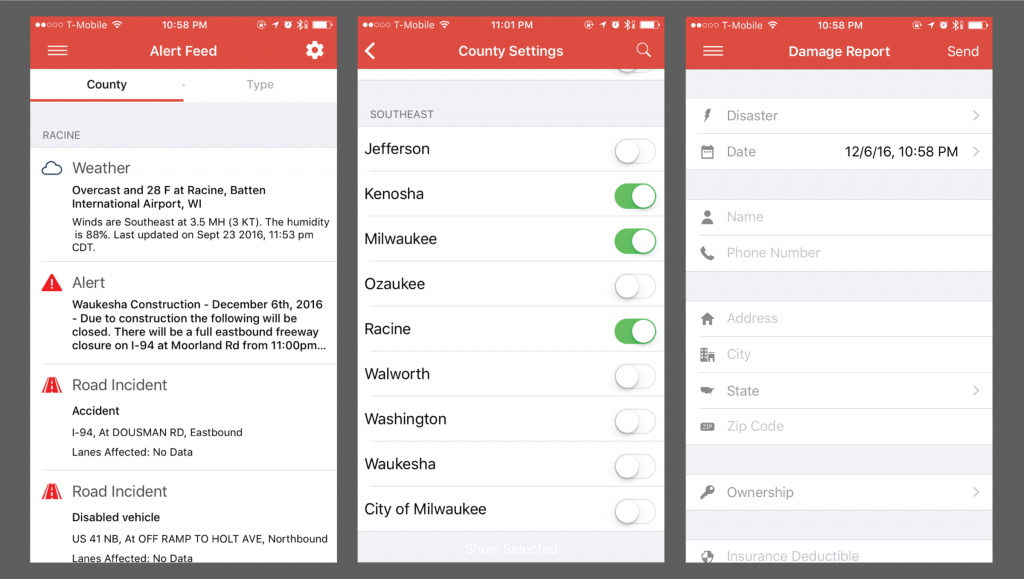 T-Mobile 10:58 PM
Alert Feed
County
Type
RACINE
Weather
Overcast and 28 F at Racine, Batten
International Airport, WI
Winds are Southeast at 3.5 MH (3 KT). The humidity
is 88%. Last updated on Sept 23 2016, 11:53 pm
CDT.
Alert
Waukesha Construction - December 6th, 2016
- Due to construction the following will be
closed. There will be a full eastbound freeway
closure on I-94 at Moorland Rd from 11:00pm...
Road Incident
Accident
I-94, At DOUSMAN RD, Eastbound
Lanes Affected: No Data
Road Incident
Disabled vehicle
US 41 NB, At OFF RAMP TO HOLT AVE, Northbound
Lanes Affected: No Data
T-Mobile 11:01 PM
County Settings
SOUTHEAST
Jefferson
Kenosha
Milwaukee
Ozaukee
Racine
Walworth
Washington
Waukesha
City of Milwaukee
Show Selected
T-Mobile 10:58 PM
Damage Report Send
Disaster
Date 12/6/16, 10:58 PM
Name
Phone Number
Address
City
State
ZIP Zip Code
Ownership
Insurance Deductible